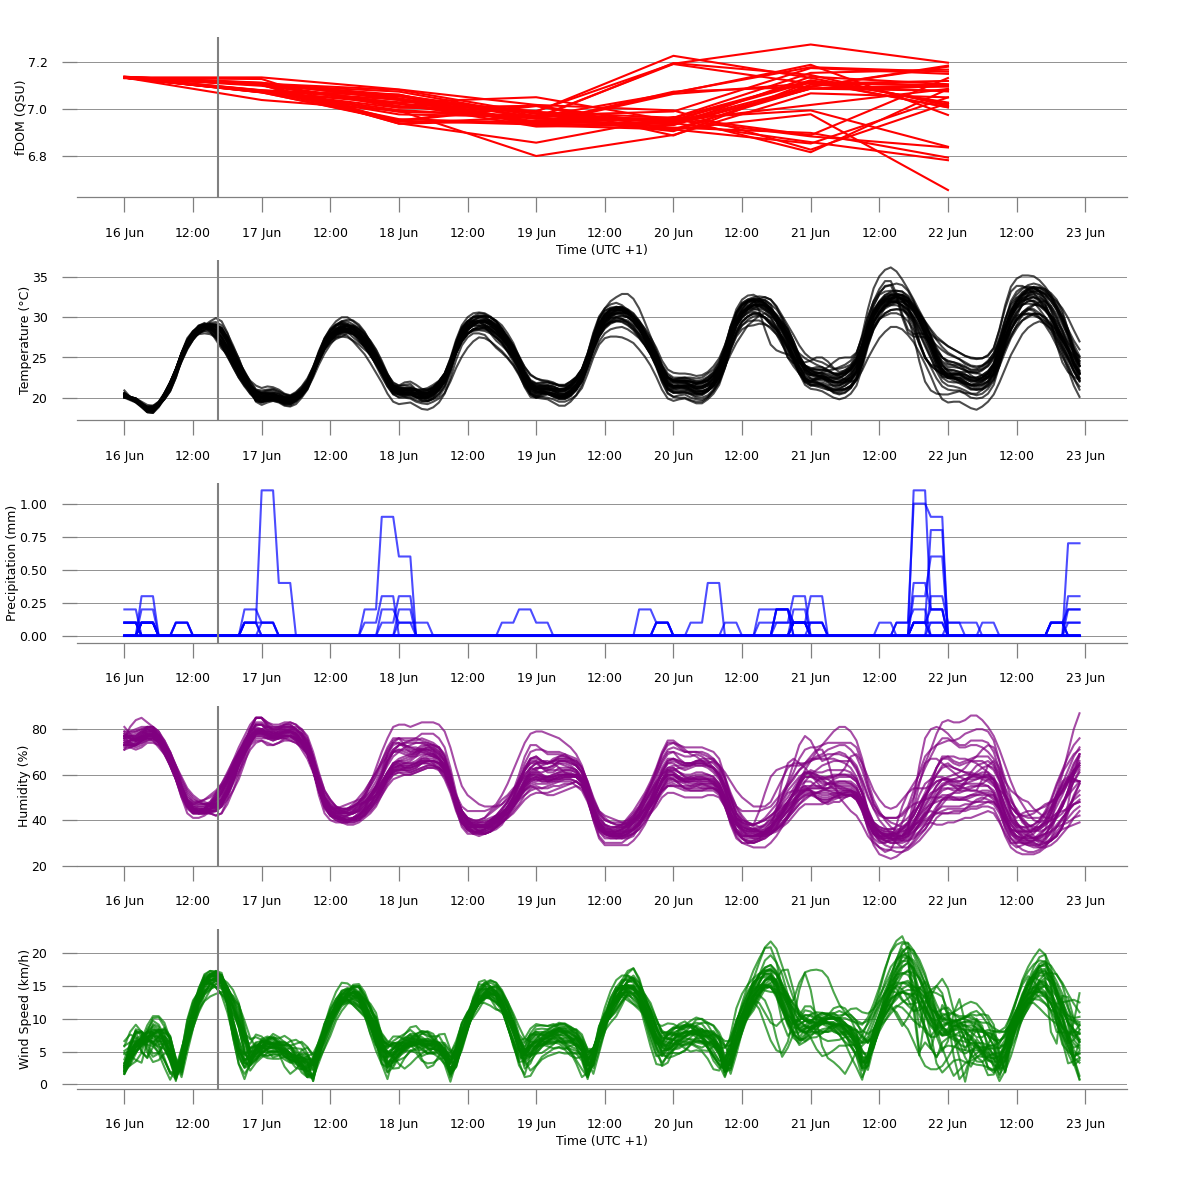 7.2
7.0
6.8
fDOM (QSU)
16 Jun 12:00 17 Jun 12:00 18 Jun 12:00 19 Jun 12:00 20 Jun 12:00 21 Jun 12:00 22 Jun 12:00 23 Jun
Time (UTC +1)
35
30
25
20
Temperature (°C)
16 Jun 12:00 17 Jun 12:00 18 Jun 12:00 19 Jun 12:00 20 Jun 12:00 21 Jun 12:00 22 Jun 12:00 23 Jun
1.00
0.75
0.50
0.25
0.00
Precipitation (mm)
16 Jun 12:00 17 Jun 12:00 18 Jun 12:00 19 Jun 12:00 20 Jun 12:00 21 Jun 12:00 22 Jun 12:00 23 Jun
80
60
40
20
Humidity (%)
16 Jun 12:00 17 Jun 12:00 18 Jun 12:00 19 Jun 12:00 20 Jun 12:00 21 Jun 12:00 22 Jun 12:00 23 Jun
20
15
10
5
0
Wind Speed (km/h)
16 Jun 12:00 17 Jun 12:00 18 Jun 12:00 19 Jun 12:00 20 Jun 12:00 21 Jun 12:00 22 Jun 12:00 23 Jun
Time (UTC +1)